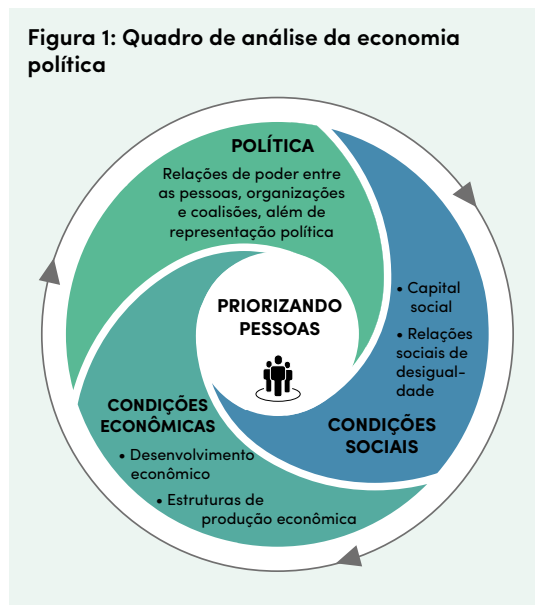 Figura 1: Quadro de análise da economia
política
POLÍTICA
Relações de poder entre
as pessoas, organizações
e coalisões, além de
representação política
• Capital
social
• Relações
sociais de
desigual-
dade
CONDIÇÕES
SOCIAIS
PRIORIZANDO
PESSOAS
CONDIÇÕES
ECONÔMICAS
• Desenvolvimento
econômico
• Estruturas de
produção econômica